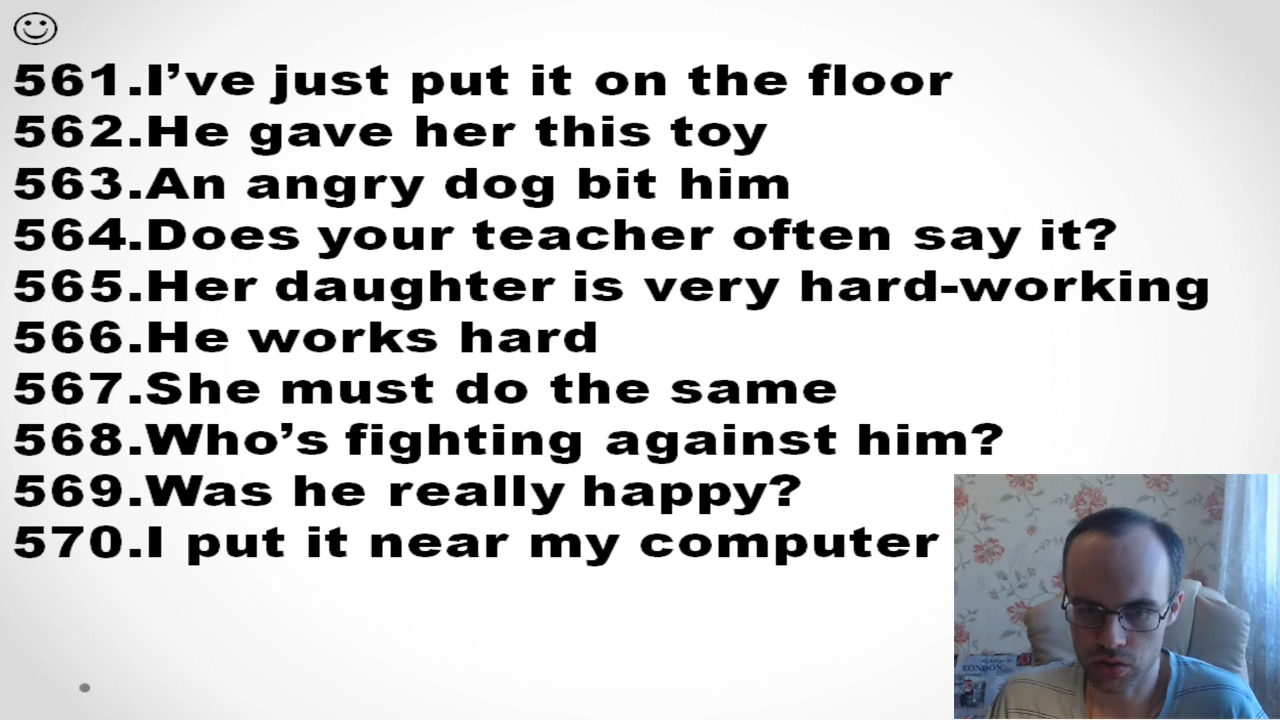 561.I’ve just put it on the floor
562.He gave her this toy
563.An angry dog bit him
564.Does your teacher often say it?
565.Her daughter is very hard-working
566.He works hard
567.She must do the same
568.Who’s fighting against him?
569.Was he really happy?
570.I put it near my computer
LONDON